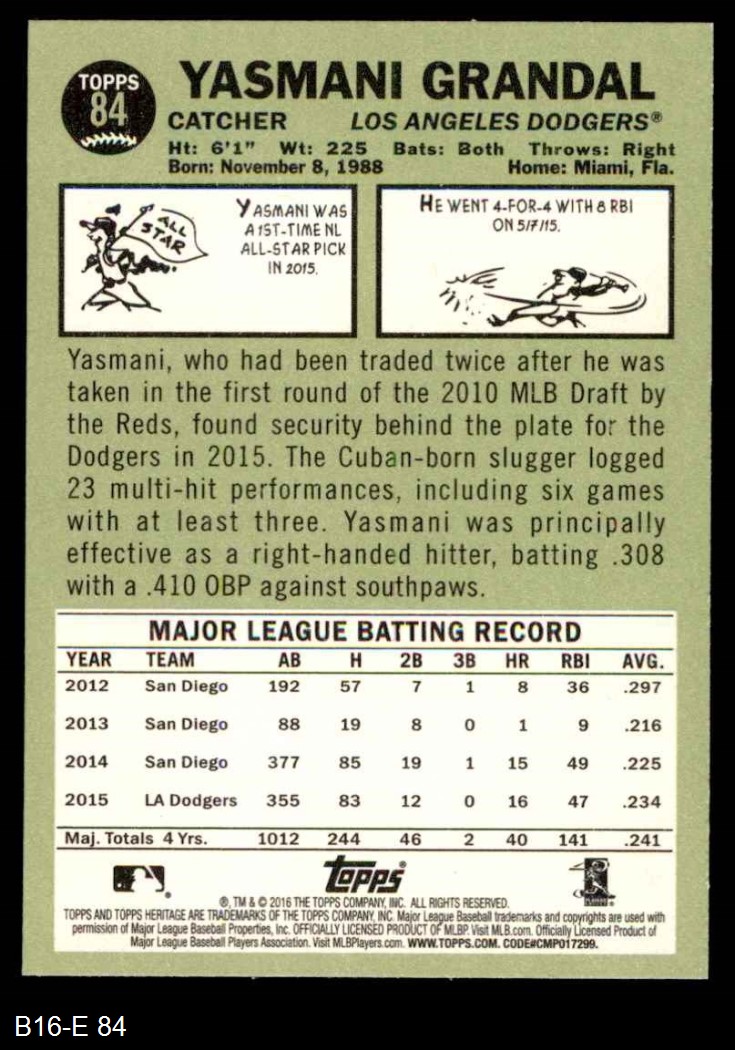 TOPPS
84
YASMANI GRANDAL
CATCHER LOS ANGELES DODGERS®
Ht: 6'1" Wt: 225 Bats: Both Throws: Right
Born: November 8, 1988 Home: Miami, Fla.
ALL
STAR
YASMANI WAS
A 1ST-TIME NL
ALL-STAR PICK
IN 2015.
HE WENT 4-FOR-4 WITH 8 RBI
ON 5/7/15.
Yasmani, who had been traded twice after he was
taken in the first round of the 2010 MLB Draft by
the Reds, found security behind the plate for the
Dodgers in 2015. The Cuban-born slugger logged
23 multi-hit performances, including six games
with at least three. Yasmani was principally
effective as a right-handed hitter, batting .308
with a .410 OBP against southpaws.
MAJOR LEAGUE BATTING RECORD
YEAR TEAM AB H 2B 3B HR RBI AVG.
2012 San Diego 192 57 7 1 8 36 .297
2013 San Diego 88 19 8 0 1 9 .216
2014 San Diego 377 85 19 1 15 49 .225
2015 LA Dodgers 355 83 12 0 16 47 .234
Maj. Totals 4 Yrs. 1012 244 46 2 40 141 .241
topps®
®, TM & © 2016 THE TOPPS COMPANY, INC. ALL RIGHTS RESERVED.
TOPPS AND TOPPS HERITAGE ARE TRADEMARKS OF THE TOPPS COMPANY, INC. Major League Baseball trademarks and copyrights are used with
permission of Major League Baseball Properties, Inc. OFFICIALLY LICENSED PRODUCT OF MLBP. Visit MLB.com. Officially Licensed Product of
Major League Baseball Players Association. Visit MLBPlayers.com. WWW.TOPPS.COM. CODE#CMP017299.
B16-E 84